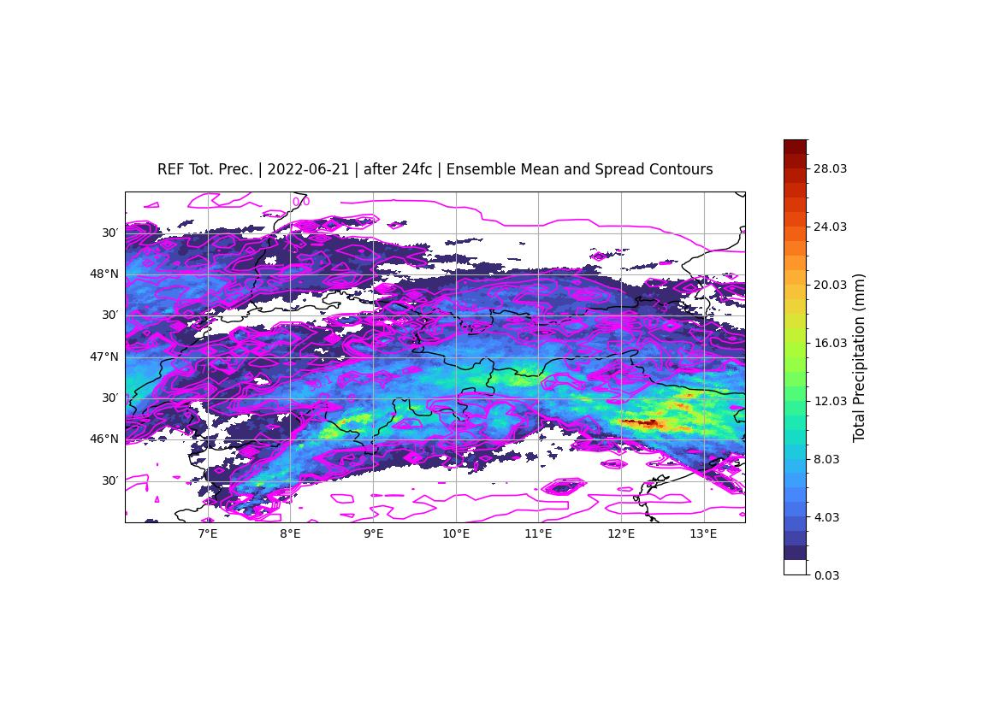 REF Tot. Prec. | 2022-06-21 | after 24fc | Ensemble Mean and Spread Contours
0.0
30′
48°N
30′
47°N
30′
46°N
30′
7°E 8°E 9°E 10°E 11°E 12°E 13°E
28.03
24.03
20.03
16.03
12.03
8.03
4.03
0.03
Total Precipitation (mm)